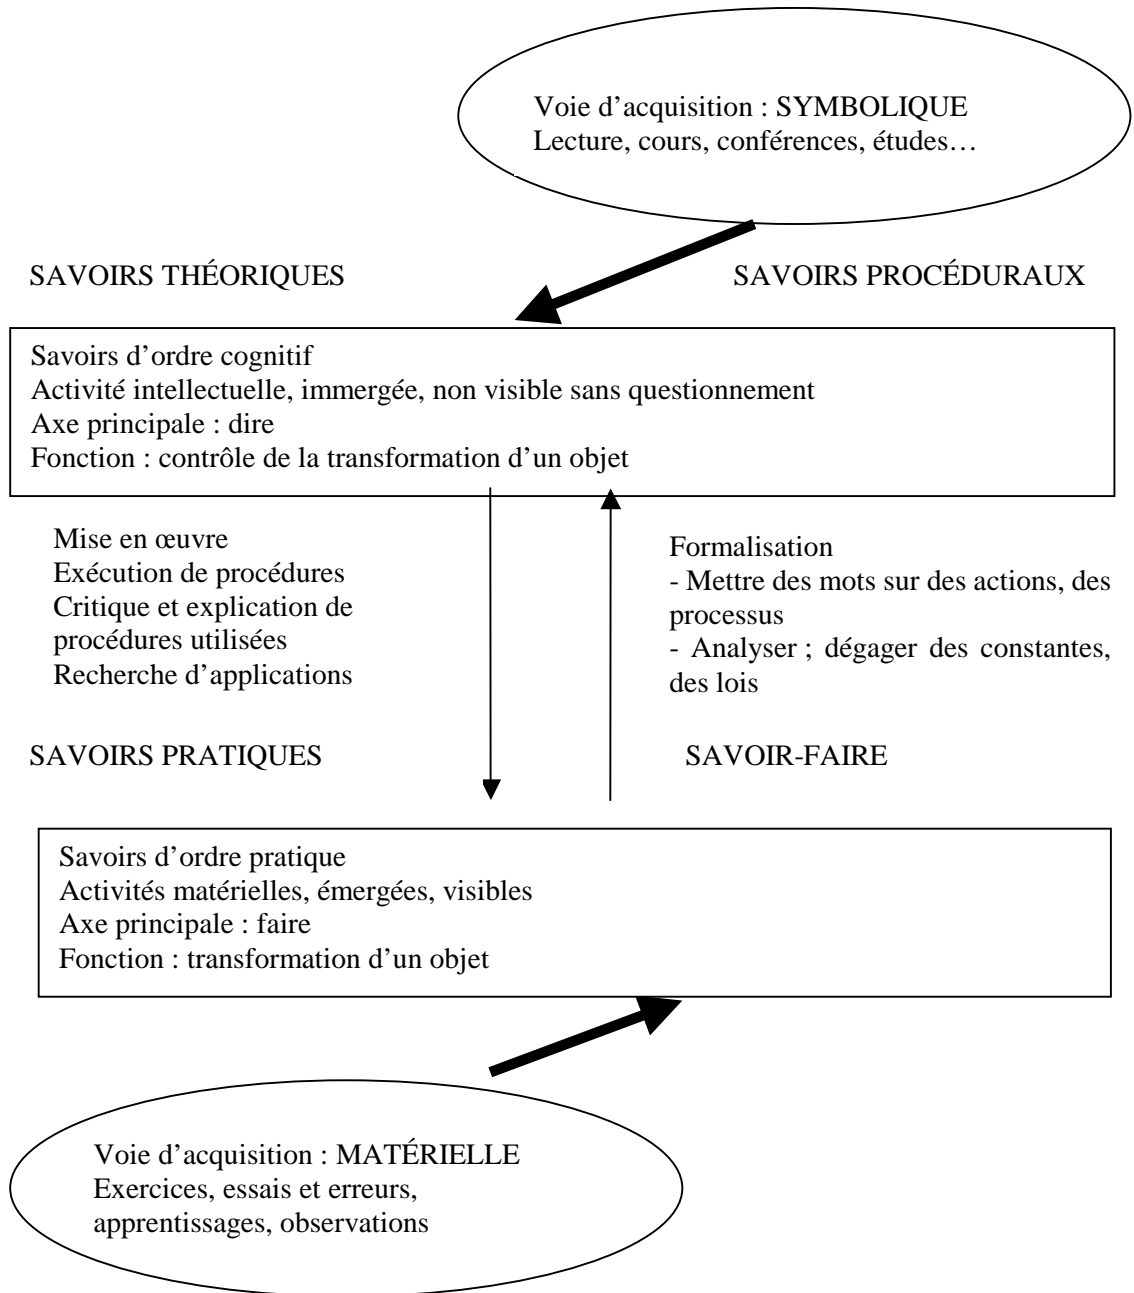 Voie d’acquisition : SYMBOLIQUE
Lecture, cours, conférences, études…
SAVOIRS THÉORIQUES
SAVOIRS PROCÉDURAUX
Savoirs d’ordre cognitif
Activité intellectuelle, immergée, non visible sans questionnement
Axe principale : dire
Fonction : contrôle de la transformation d’un objet
Mise en œuvre
Exécution de procédures
Critique et explication de
procédures utilisées
Recherche d’applications
Formalisation
- Mettre des mots sur des actions, des
processus
- Analyser ; dégager des constantes,
des lois
SAVOIRS PRATIQUES
SAVOIR-FAIRE
Savoirs d’ordre pratique
Activités matérielles, émergées, visibles
Axe principale : faire
Fonction : transformation d’un objet
Voie d’acquisition : MATÉRIELLE
Exercices, essais et erreurs,
apprentissages, observations